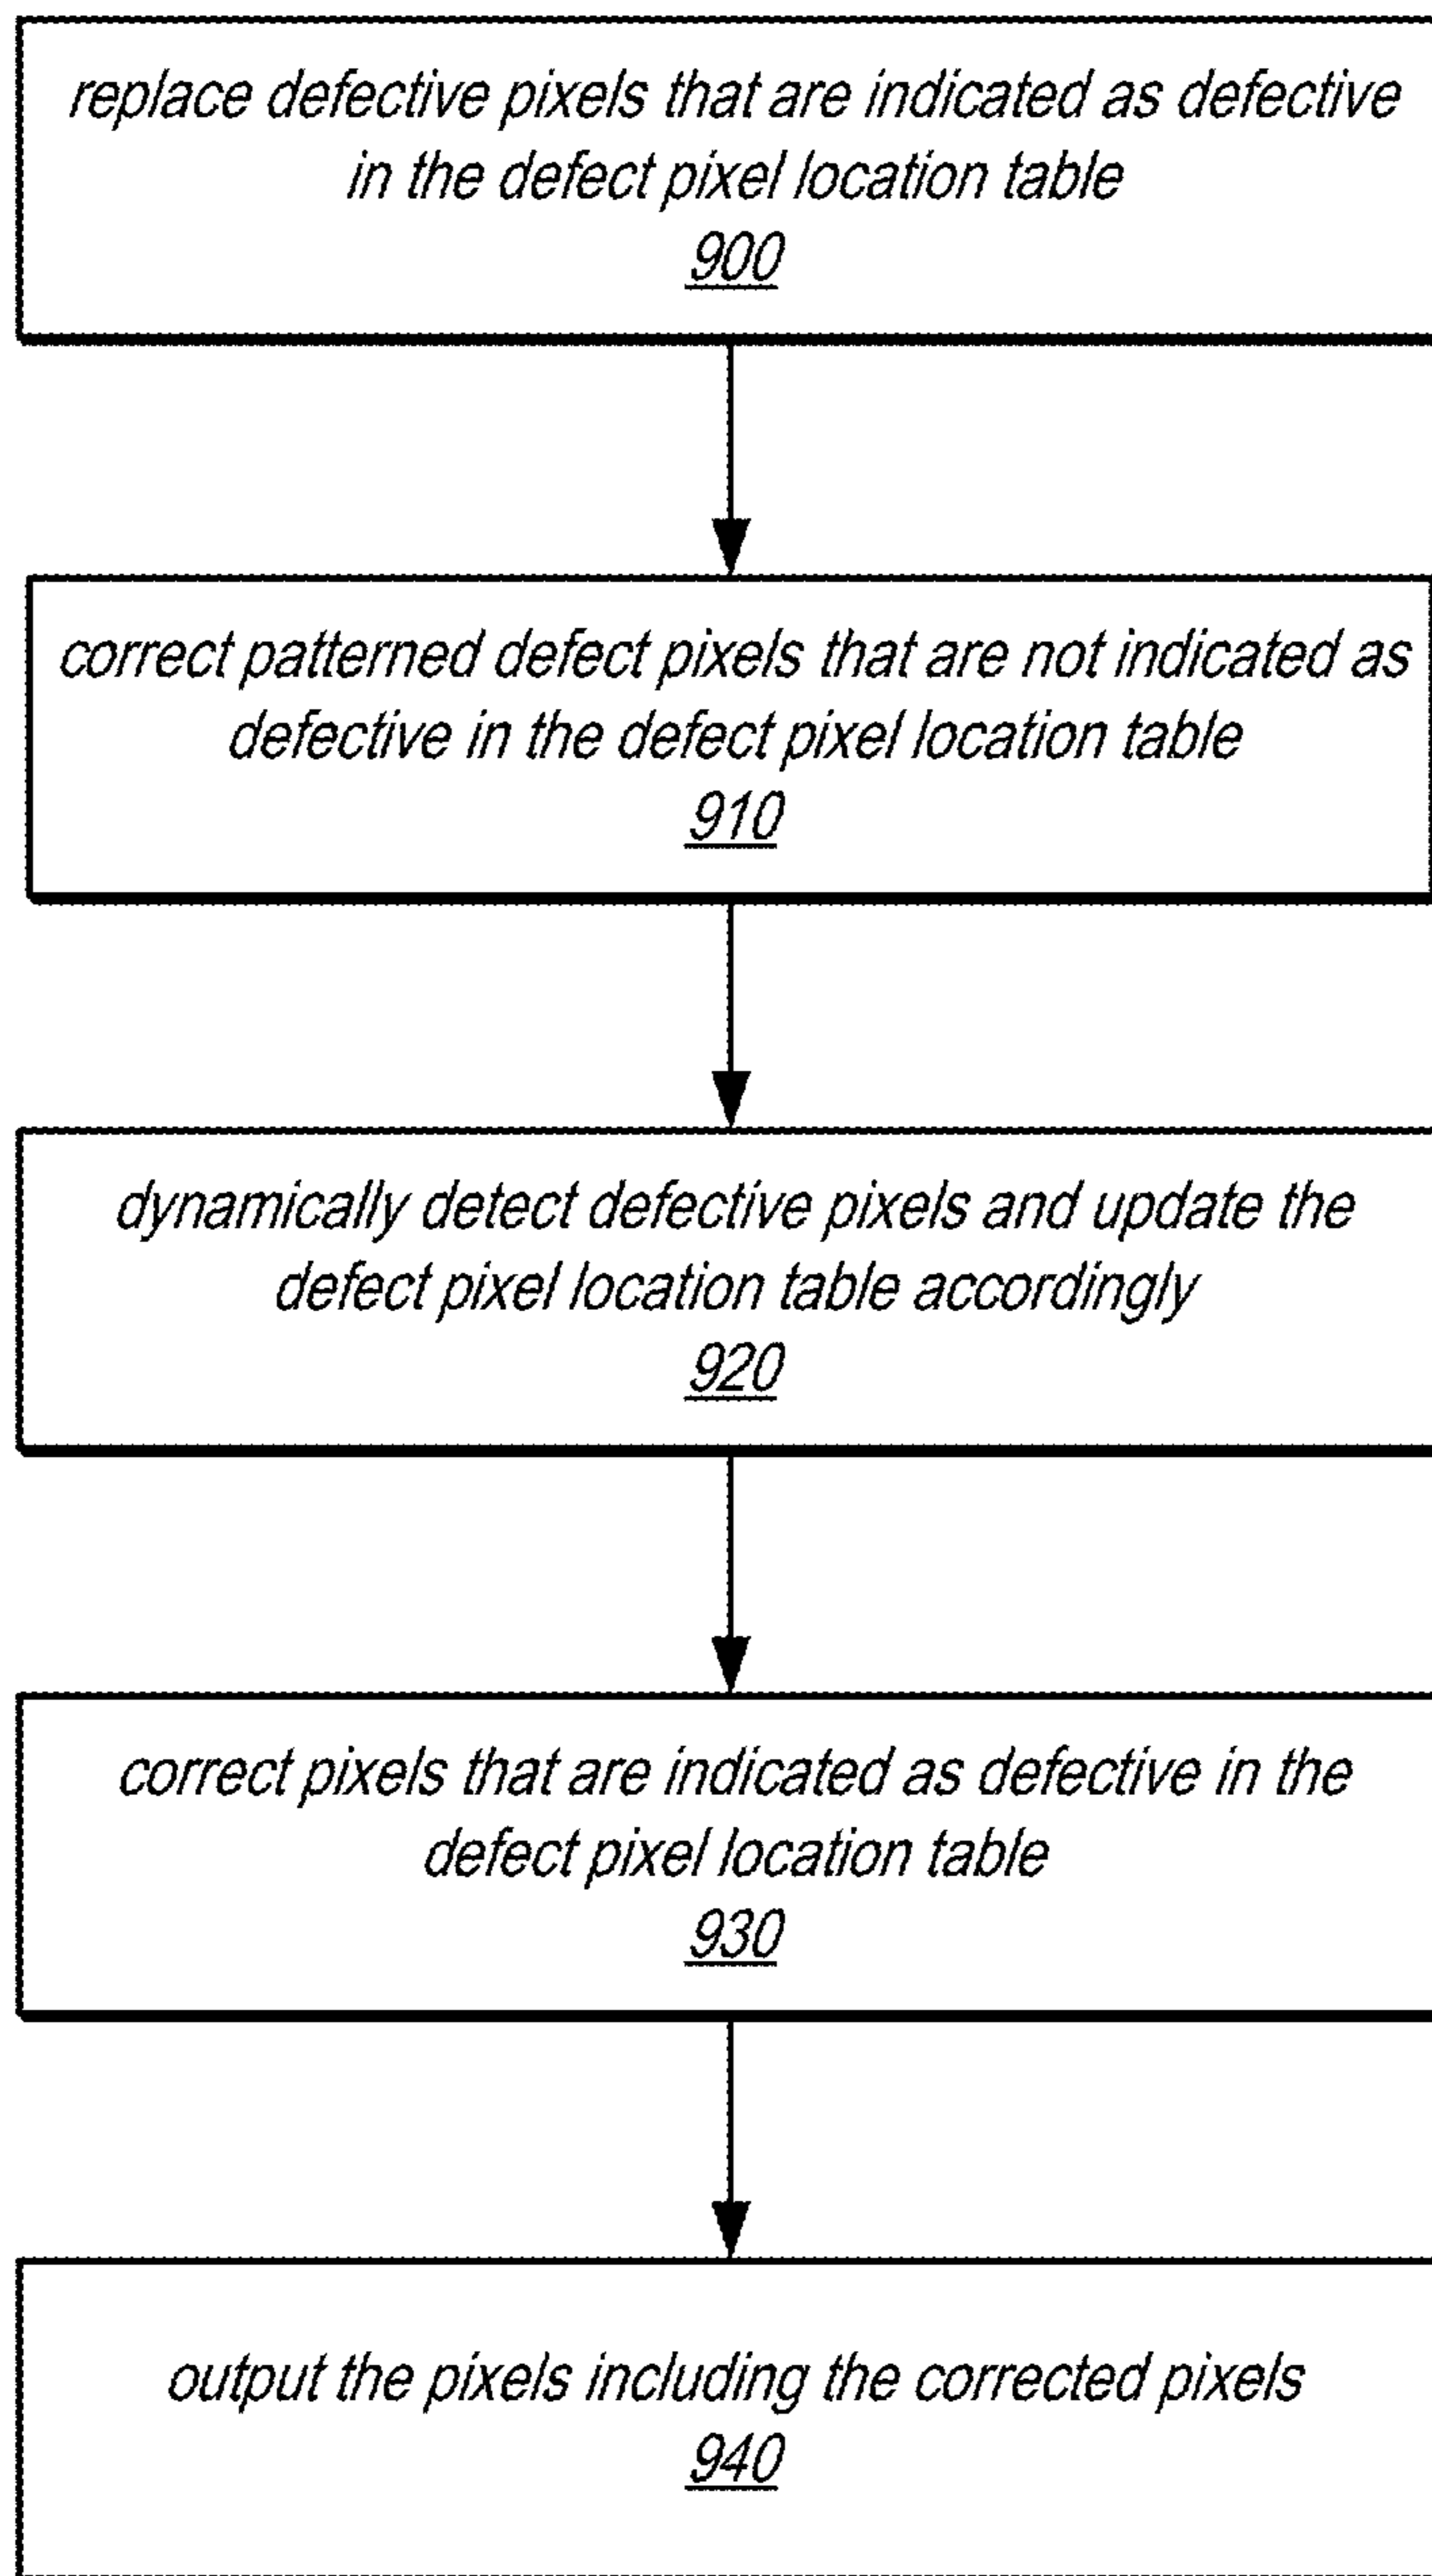 replace defective pixels that are indicated as defective
in the defect pixel location table
900
correct patterned defect pixels that are not indicated as
defective in the defect pixel location table
910
dynamically detect defective pixels and update the
defect pixel location table accordingly
920
correct pixels that are indicated as defective in the
defect pixel location table
930
output the pixels including the corrected pixels
940